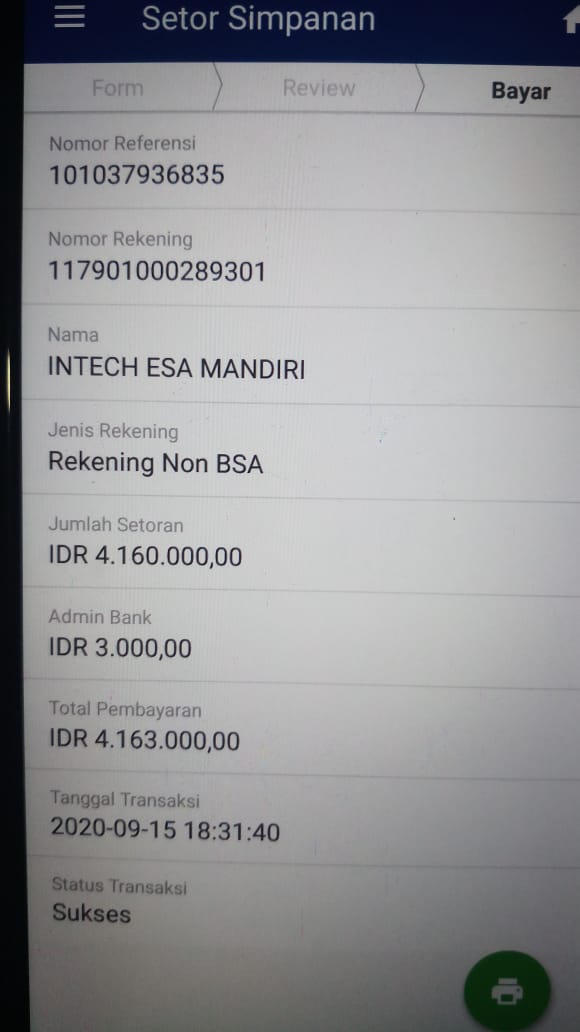 Setor Simpanan
Form
Review
Bayar
Nomor Referensi
101037936835
Nomor Rekening
117901000289301
Nama
INTECH ESA MANDIRI
Jenis Rekening
Rekening Non BSA
Jumlah Setoran
IDR 4.160.000,00
Admin Bank
IDR 3.000,00
Total Pembayaran
IDR 4.163.000,00
Tanggal Transaksi
2020-09-15 18:31:40
Status Transaksi
Sukses